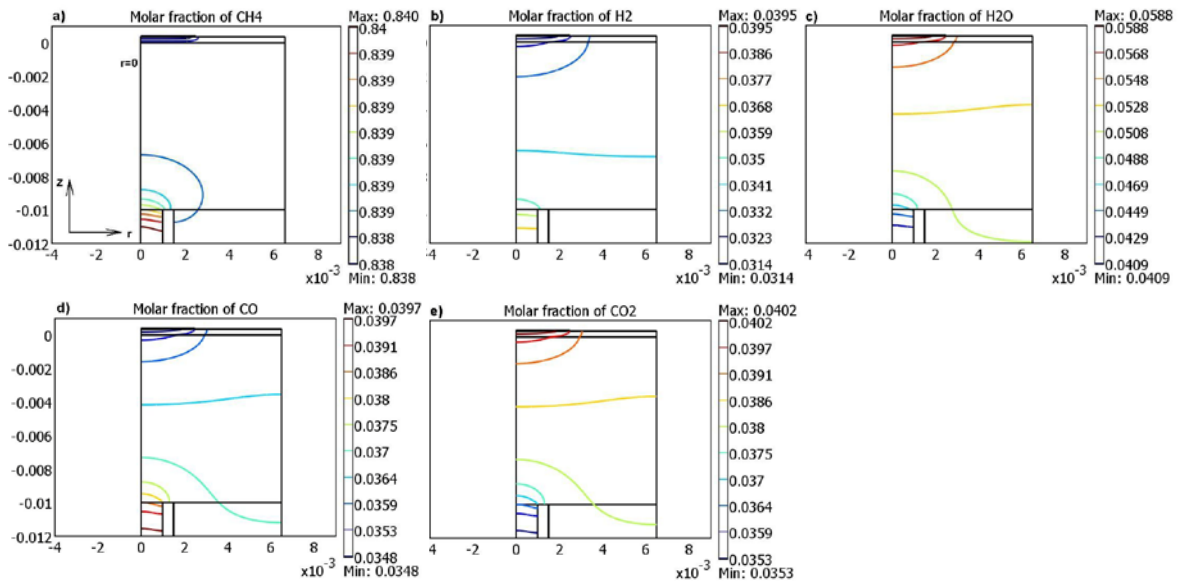 a) Molar fraction of CH4 Max: 0.840
0
-0.002
-0.004
-0.006
-0.008
-0.01
-0.012
r=0
z
r
-4 -2 0 2 4 6 8
x10⁻³
0.84
0.839
0.839
0.839
0.839
0.839
0.839
0.839
0.838
0.838
Min: 0.838
b) Molar fraction of H2 Max: 0.0395
-4 -2 0 2 4 6 8
x10⁻³
0.0395
0.0386
0.0377
0.0368
0.0359
0.035
0.0341
0.0332
0.0323
0.0314
Min: 0.0314
c) Molar fraction of H2O Max: 0.0588
-4 -2 0 2 4 6 8
x10⁻³
0.0588
0.0568
0.0548
0.0528
0.0508
0.0488
0.0469
0.0449
0.0429
0.0409
Min: 0.0409
d) Molar fraction of CO Max: 0.0397
0
-0.002
-0.004
-0.006
-0.008
-0.01
-0.012
-4 -2 0 2 4 6 8
x10⁻³
0.0397
0.0391
0.0386
0.038
0.0375
0.037
0.0364
0.0359
0.0353
0.0348
Min: 0.0348
e) Molar fraction of CO2 Max: 0.0402
-4 -2 0 2 4 6 8
x10⁻³
0.0402
0.0397
0.0391
0.0386
0.038
0.0375
0.037
0.0364
0.0359
0.0353
Min: 0.0353